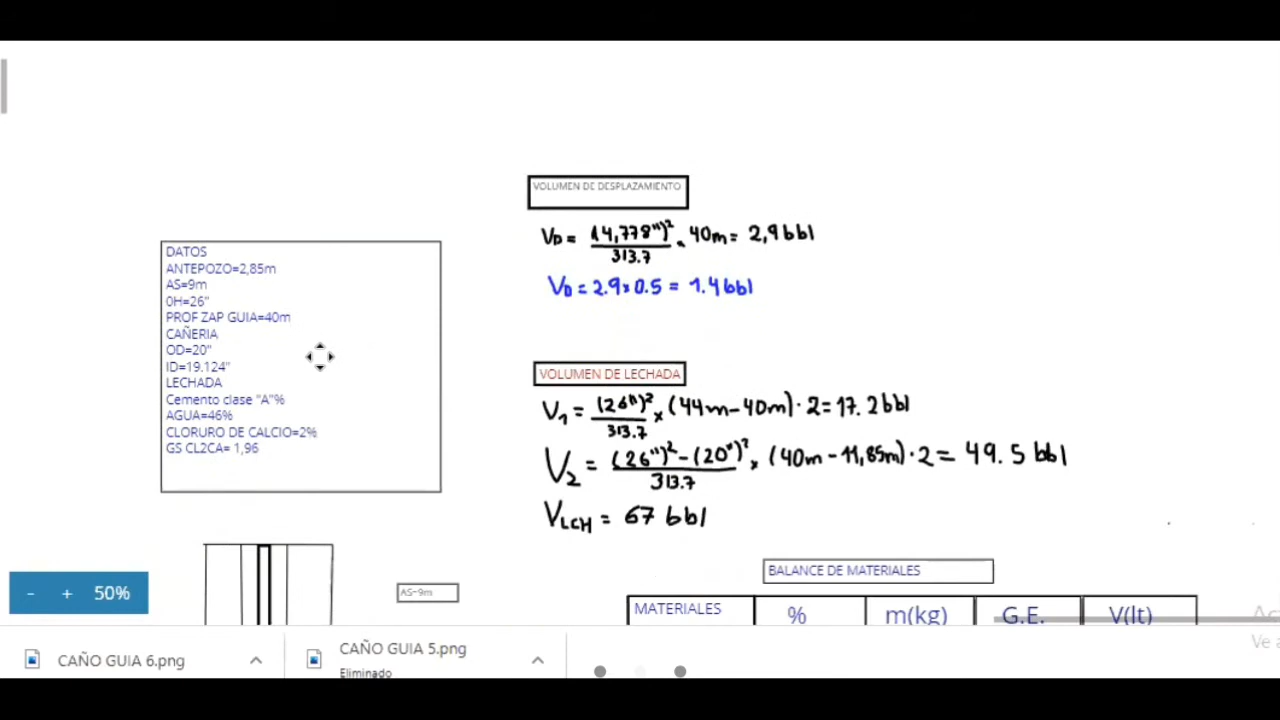 VOLUMEN DE DESPLAZAMIENTO
VD = (4,778")² / 313.7 · 40m = 2,9 bbl
VD = 2.9 x 0.5 = 1.4 bbl
DATOS
ANTEPOZO=2,85m
AS=9m
0H=26"
PROF ZAP GUIA=40m
CAÑERIA
OD=20"
ID=19.124"
LECHADA
Cemento clase "A"%
AGUA=46%
CLORURO DE CALCIO=2%
GS CL2CA= 1,96
VOLUMEN DE LECHADA
V1 = (26")² / 313.7 x (44m - 40m) · 2 = 17.2 bbl
V2 = (26")² - (20")² / 313.7 x (40m - 11,85m) · 2 = 49.5 bbl
VLCH = 67 bbl
AS=9m
BALANCE DE MATERIALES
MATERIALES % m(kg) G.E. V(lt)
- + 50%
CAÑO GUIA 6.png
CAÑO GUIA 5.png
Eliminado
Ve a